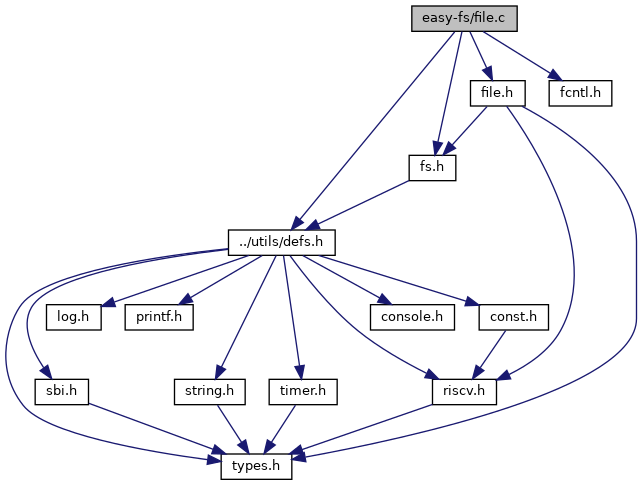 easy-fs/file.c
file.h
fcntl.h
fs.h
../utils/defs.h
log.h
printf.h
console.h
const.h
sbi.h
string.h
timer.h
riscv.h
types.h